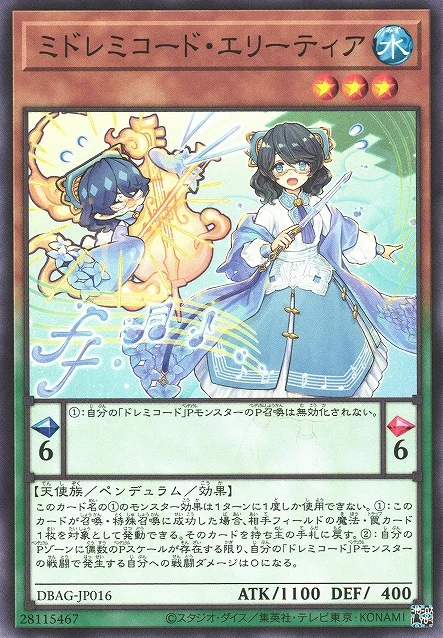 ミドレミコード・エリーティア
水
①:自分の「ドレミコード」PモンスターのP召喚は無効化されない。
6
6
【天使族／ペンデュラム／効果】
このカード名の①のモンスター効果は1ターンに1度しか使用できない。①:この
カードが召喚・特殊召喚に成功した場合、相手フィールドの魔法・罠カード
1枚を対象として発動できる。そのカードを持ち主の手札に戻す。②:自分の
Pゾーンに偶数のPスケールが存在する限り、自分の「ドレミコード」Pモンスター
の戦闘で発生する自分への戦闘ダメージは0になる。
DBAG-JP016
ATK/1100 DEF/ 400
28115467
©スタジオ・ダイス／集英社・テレビ東京・KONAMI